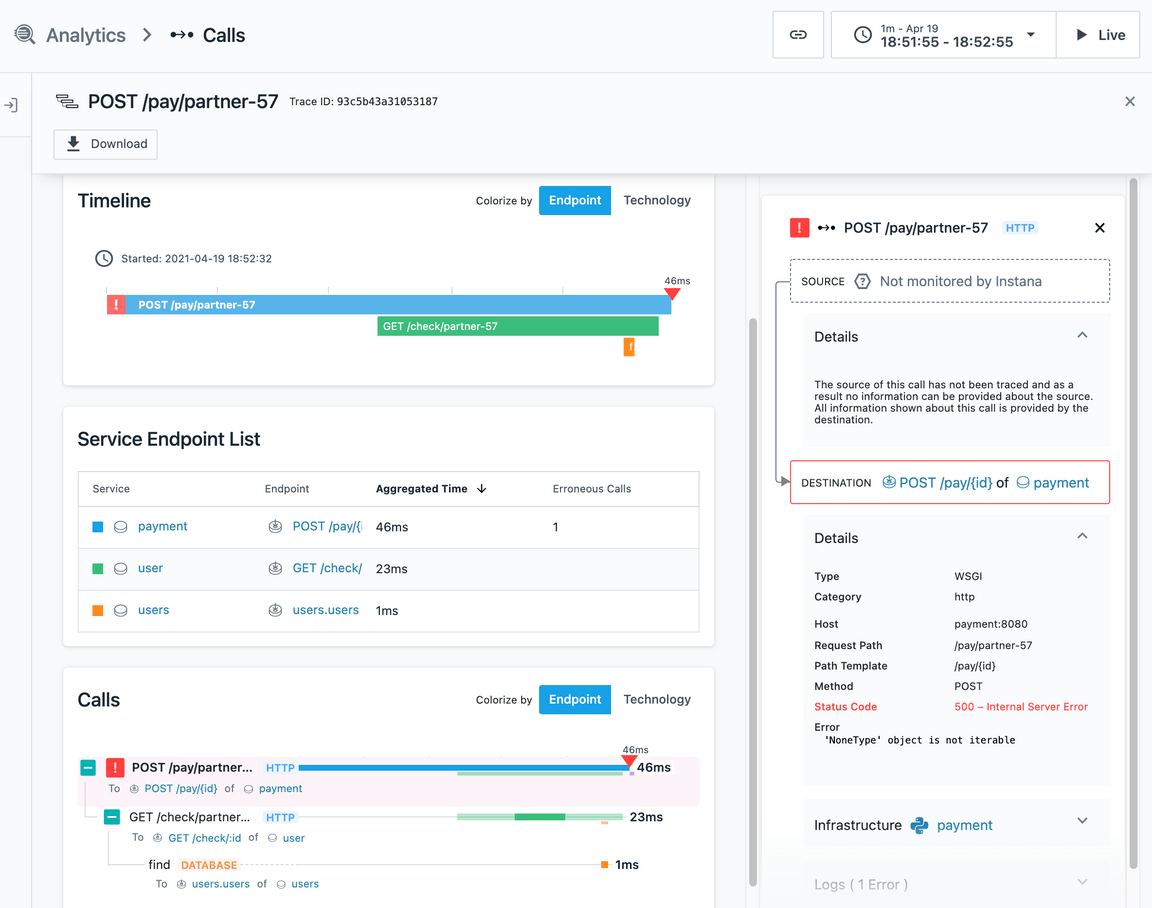 Analytics
Calls
1m - Apr 19
18:51:55 - 18:52:55
Live
POST /pay/partner-57
Trace ID: 93c5b43a31053187
Download
Timeline
Colorize by
Endpoint
Technology
Started: 2021-04-19 18:52:32
46ms
! POST /pay/partner-57
GET /check/partner-57
f
Service Endpoint List
Service
Endpoint
Aggregated Time
Erroneous Calls
payment
POST /pay/{i
46ms
1
user
GET /check/
23ms
users
users.users
1ms
Calls
Colorize by
Endpoint
Technology
46ms
! POST /pay/partner... HTTP
46ms
To POST /pay/{id} of payment
GET /check/partner... HTTP
23ms
To GET /check/:id of user
find DATABASE
1ms
To users.users of users
! POST /pay/partner-57 HTTP
SOURCE ? Not monitored by Instana
Details
The source of this call has not been traced and as a
result no information can be provided about the source.
All information shown about this call is provided by the
destination.
DESTINATION POST /pay/{id} of payment
Details
Type WSGI
Category http
Host payment:8080
Request Path /pay/partner-57
Path Template /pay/{id}
Method POST
Status Code 500 – Internal Server Error
Error
'NoneType' object is not iterable
Infrastructure payment
Logs ( 1 Error )